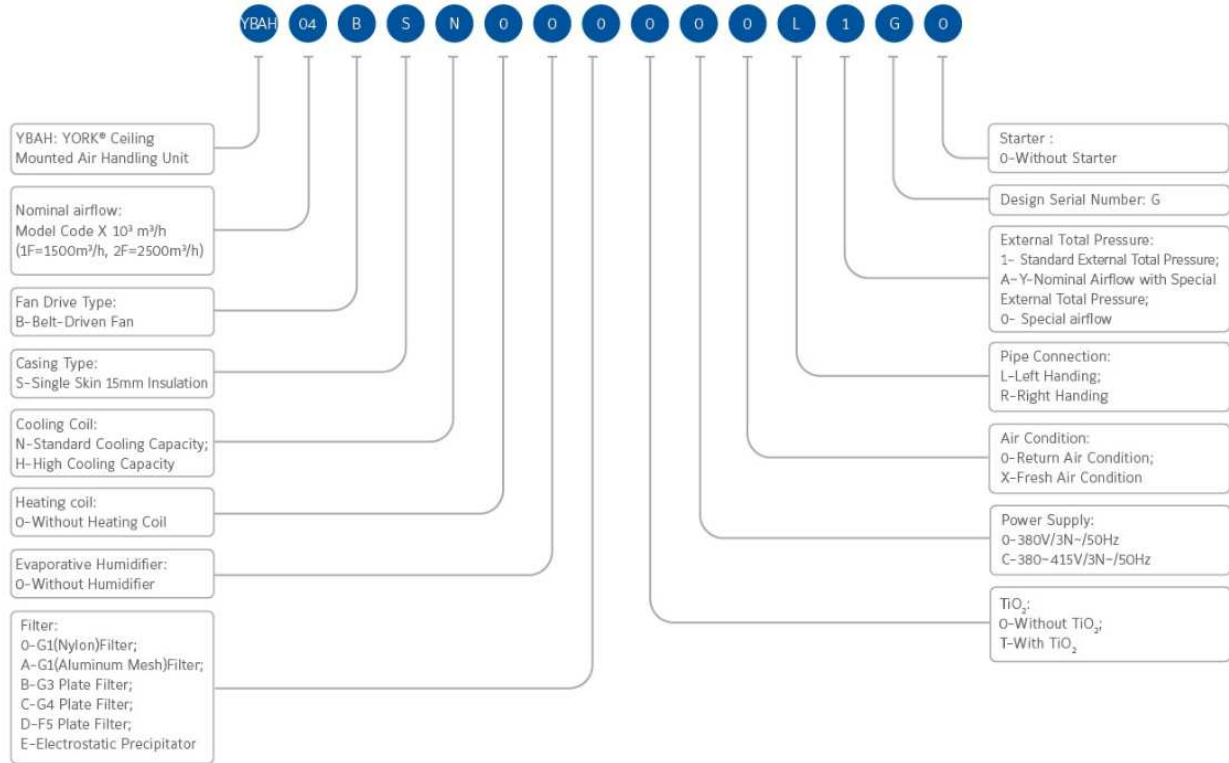 YBAH 04 B S N 0 0 0 0 0 0 L 1 G 0
YBAH: YORK® Ceiling
Mounted Air Handling Unit
Nominal airflow:
Model Code X 10³ m³/h
(1F=1500m³/h, 2F=2500m³/h)
Fan Drive Type:
B-Belt-Driven Fan
Casing Type:
S-Single Skin 15mm Insulation
Cooling Coil:
N-Standard Cooling Capacity;
H-High Cooling Capacity
Heating coil:
0-Without Heating Coil
Evaporative Humidifier:
0-Without Humidifier
Filter:
0-G1(Nylon)Filter;
A-G1(Aluminum Mesh)Filter;
B-G3 Plate Filter;
C-G4 Plate Filter;
D-F5 Plate Filter;
E-Electrostatic Precipitator
Starter :
0-Without Starter
Design Serial Number: G
External Total Pressure:
1- Standard External Total Pressure;
A-Y-Nominal Airflow with Special
External Total Pressure;
0- Special airflow
Pipe Connection:
L-Left Handing;
R-Right Handing
Air Condition:
0-Return Air Condition;
X-Fresh Air Condition
Power Supply:
0-380V/3N~/50Hz
C-380~415V/3N~/50Hz
TiO₂:
0-Without TiO₂;
T-With TiO₂